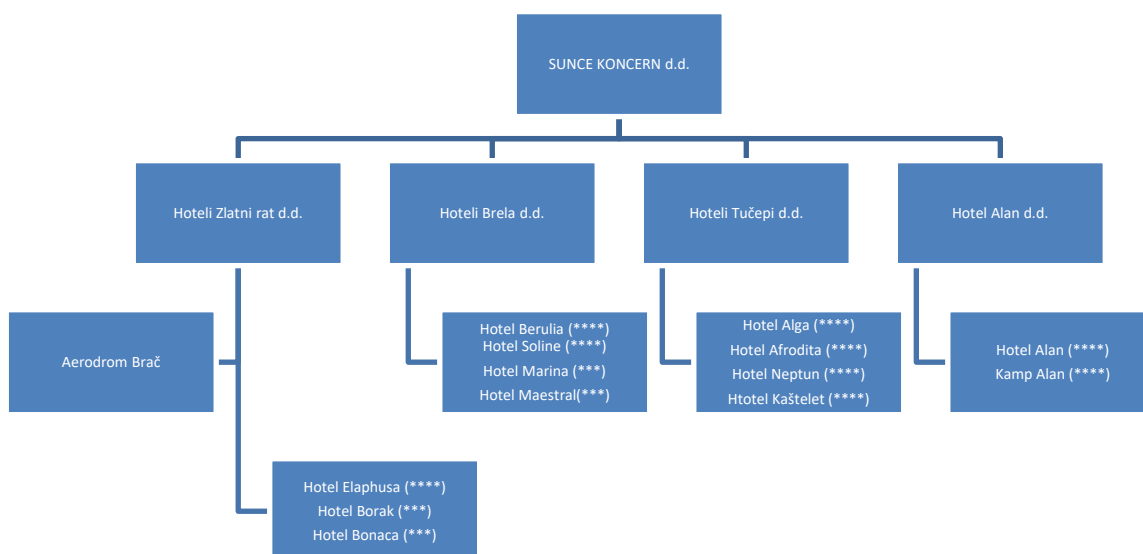 SUNCE KONCERN d.d.
Hoteli Zlatni rat d.d.
Hoteli Brela d.d.
Hoteli Tučepi d.d.
Hotel Alan d.d.
Aerodrom Brač
Hotel Berulia (****)
Hotel Soline (****)
Hotel Marina (***)
Hotel Maestral(***)
Hotel Alga (****)
Hotel Afrodita (****)
Hotel Neptun (****)
Htotel Kaštelet (****)
Hotel Alan (****)
Kamp Alan (****)
Hotel Elaphusa (****)
Hotel Borak (***)
Hotel Bonaca (***)